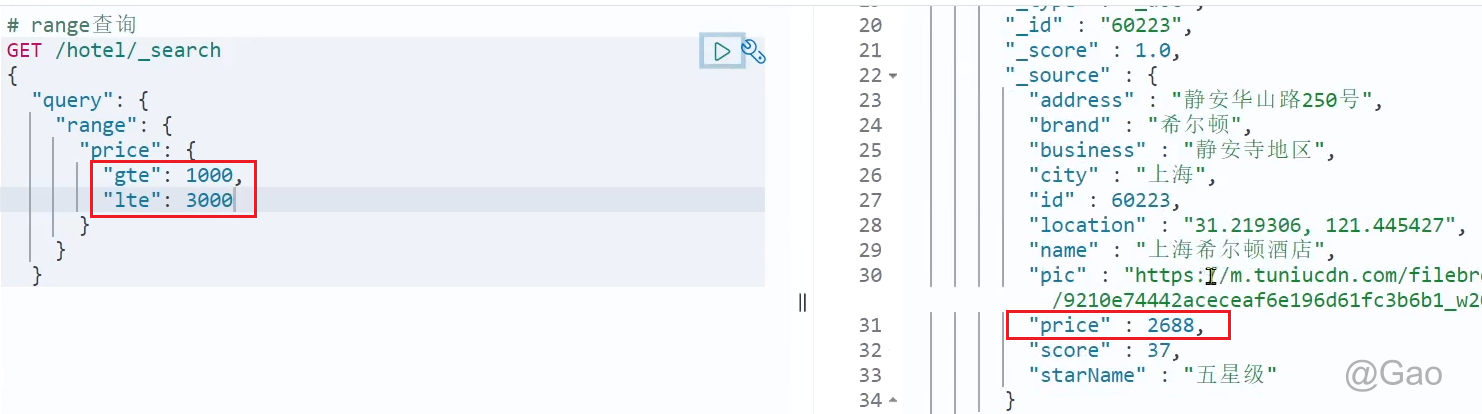 # range查询
GET /hotel/_search
{
"query": {
"range": {
"price": {
"gte": 1000,
"lte": 3000
}
}
}
20 "_id" : "60223",
21 "_score" : 1.0,
22 "_source" : {
23 "address" : "静安华山路250号",
24 "brand" : "希尔顿",
25 "business" : "静安寺地区",
26 "city" : "上海",
27 "id" : 60223,
28 "location" : "31.219306, 121.445427",
29 "name" : "上海希尔顿酒店",
30 "pic" : "https://m.tuniucdn.com/filebr
/9210e74442aceceaf6e196d61fc3b6b1_w2
31 "price" : 2688,
32 "score" : 37,
33 "starName" : "五星级"
34 }
@Gao